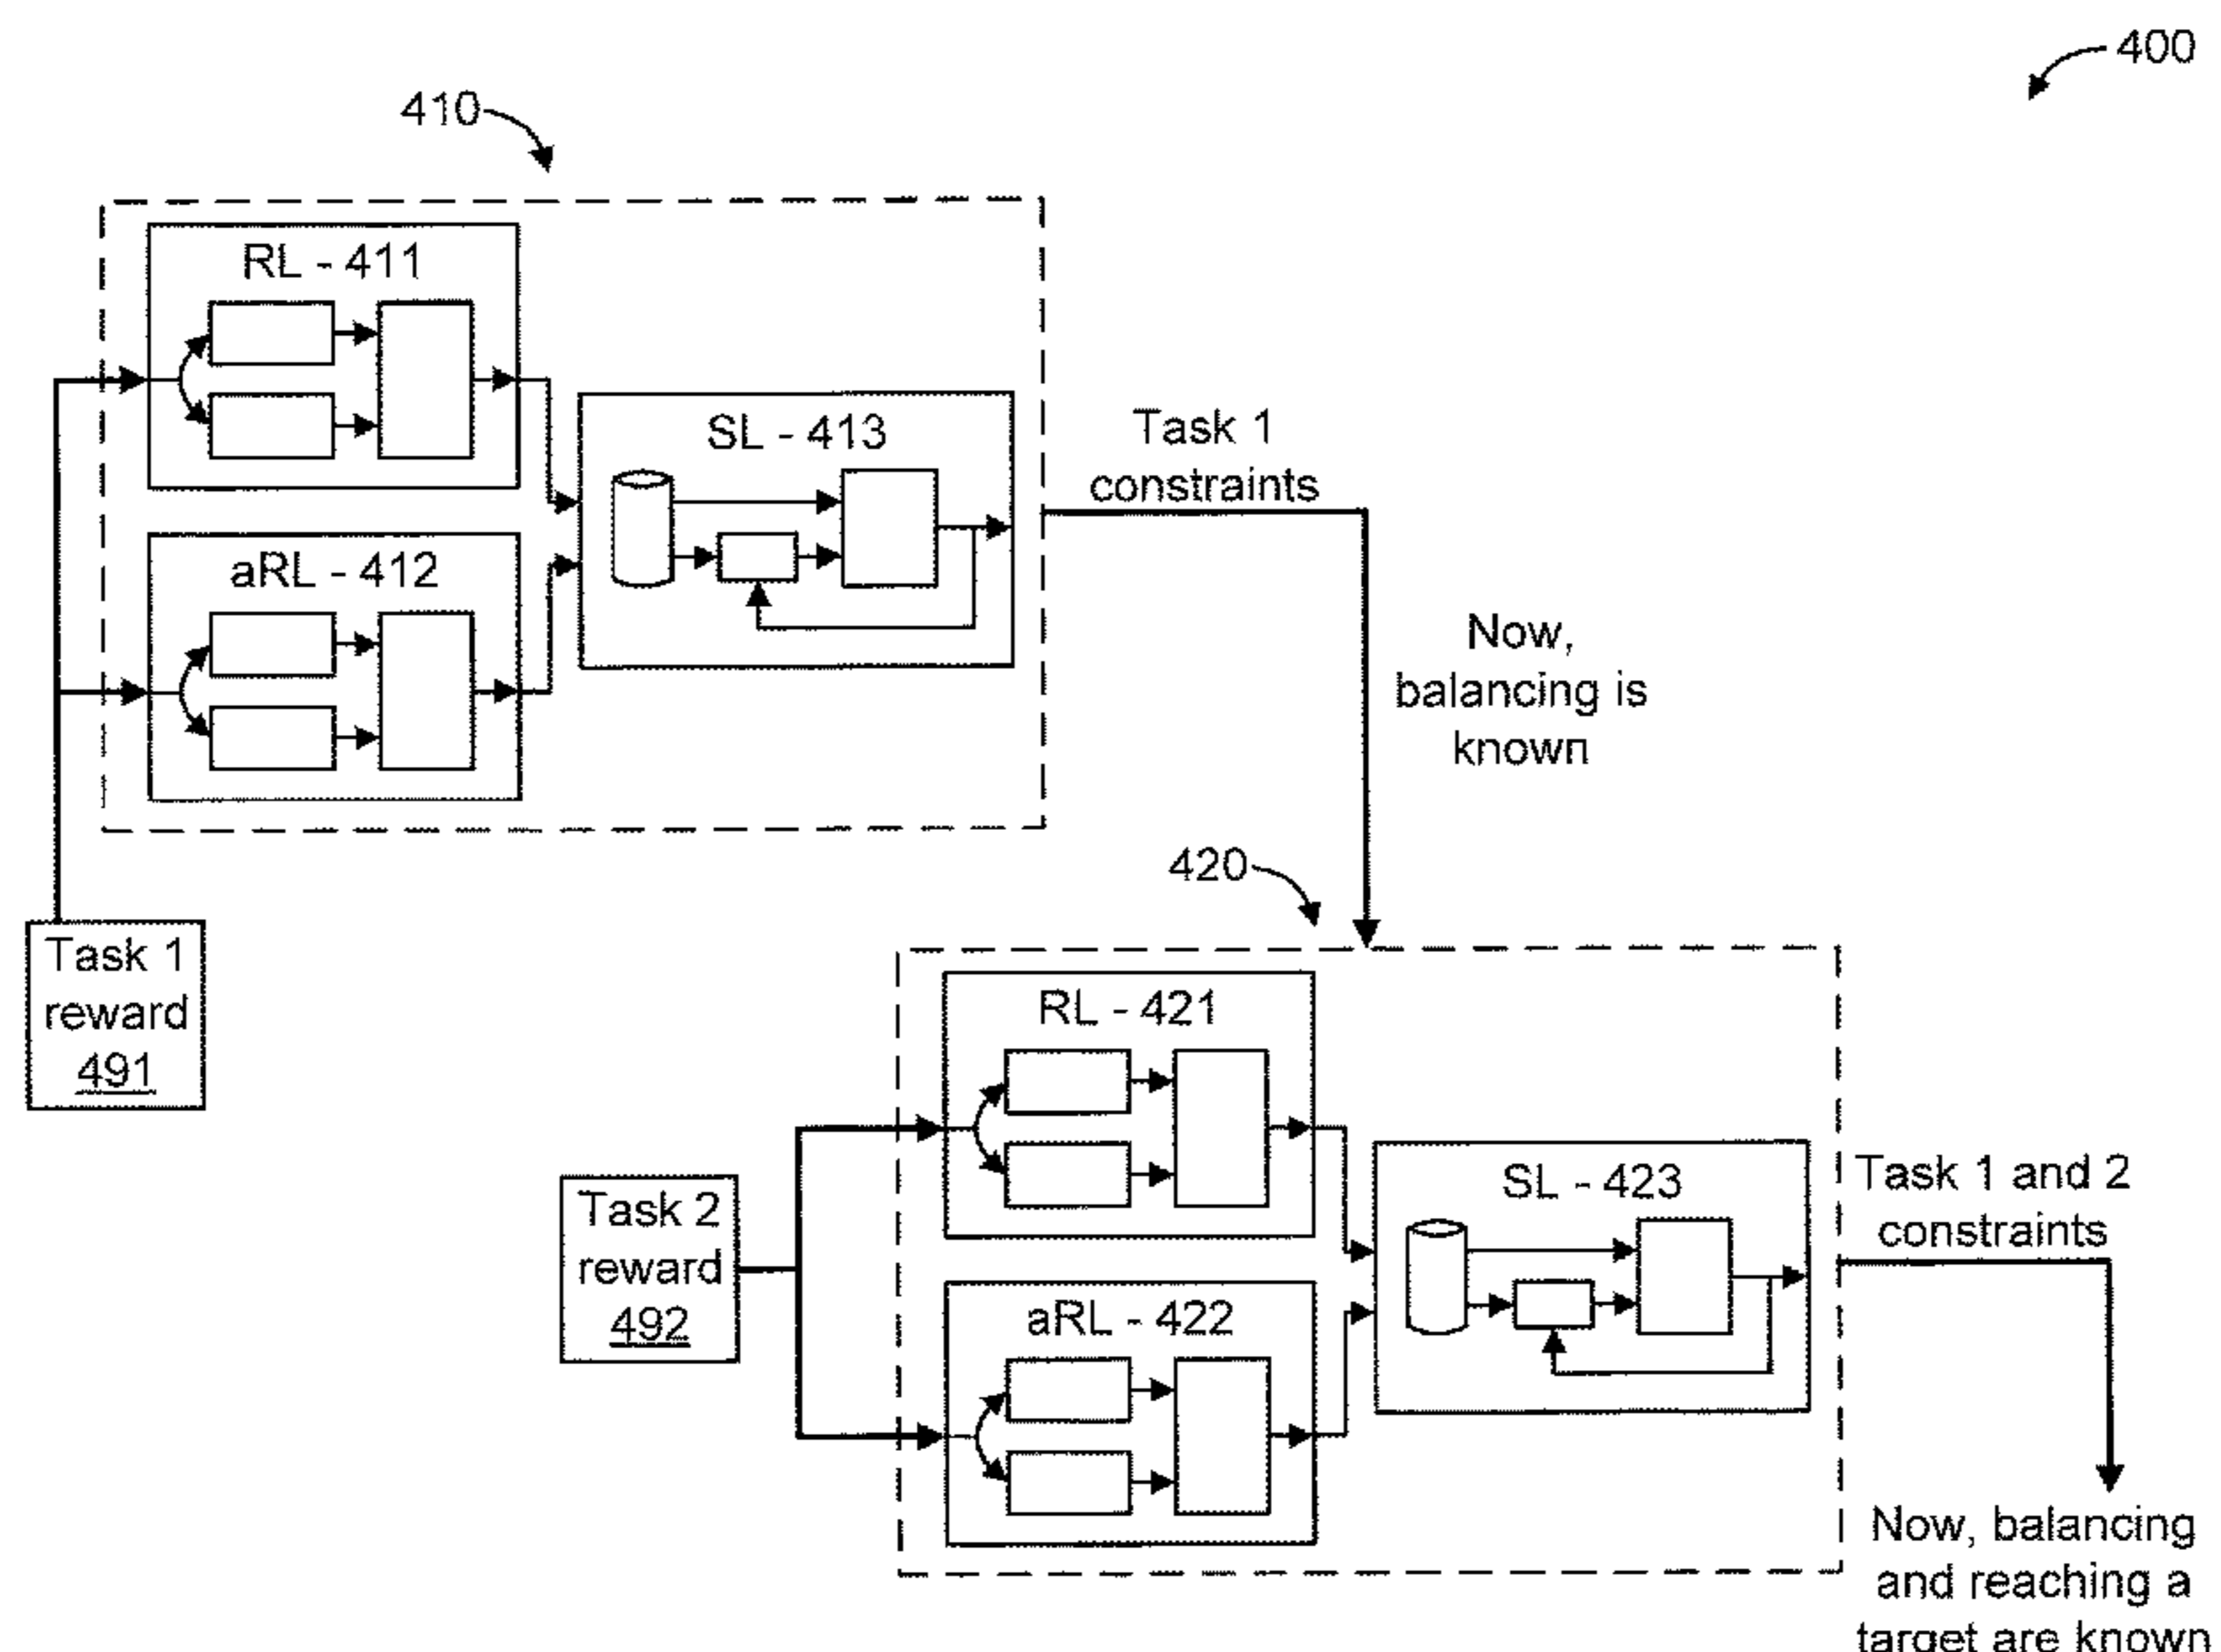 400
410
RL - 411
SL - 413
Task 1
constraints
aRL - 412
Now,
balancing is
known
420
Task 1
reward
491
RL - 421
Task 2
reward
492
SL - 423
Task 1 and 2
constraints
aRL - 422
Now, balancing
and reaching a
target are known